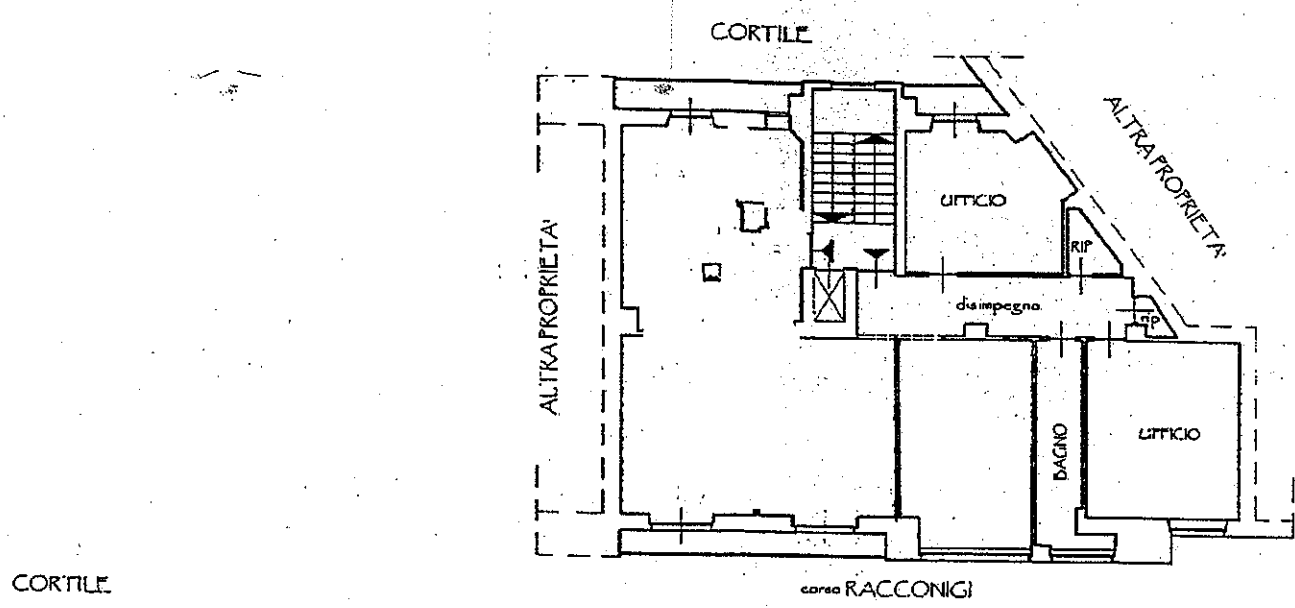 CORTILE
ALTRA PROPRIETA'
ALTRA PROPRIETA'
UFFICIO
RIP
disimpegno
rip
BAGNO
UFFICIO
CORTILE
corso RACCONIGI